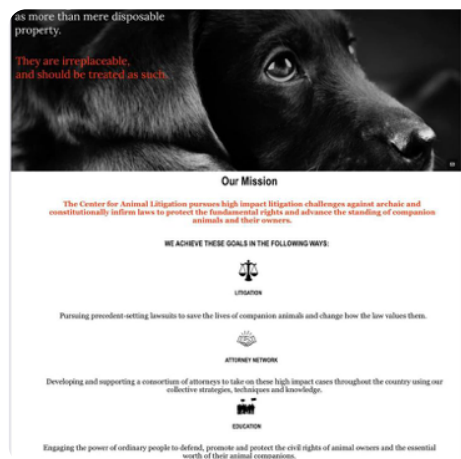 as more than mere disposable
property.
They are irreplaceable,
and should be treated as such.
Our Mission
The Center for Animal Litigation pursues high impact litigation challenges against archaic and
constitutionally infirm laws to protect the fundamental rights and advance the standing of companion
animals and their owners.
WE ACHIEVE THESE GOALS IN THE FOLLOWING WAYS:
LITIGATION
Pursuing precedent-setting lawsuits to save the lives of companion animals and change how the law values them.
ATTORNEY NETWORK
Developing and supporting a consortium of attorneys to take on these high impact cases throughout the country using our
collective strategies, techniques and knowledge.
EDUCATION
Engaging the power of ordinary people to defend, promote and protect the civil rights of animal owners and the essential
worth of their animal companions.